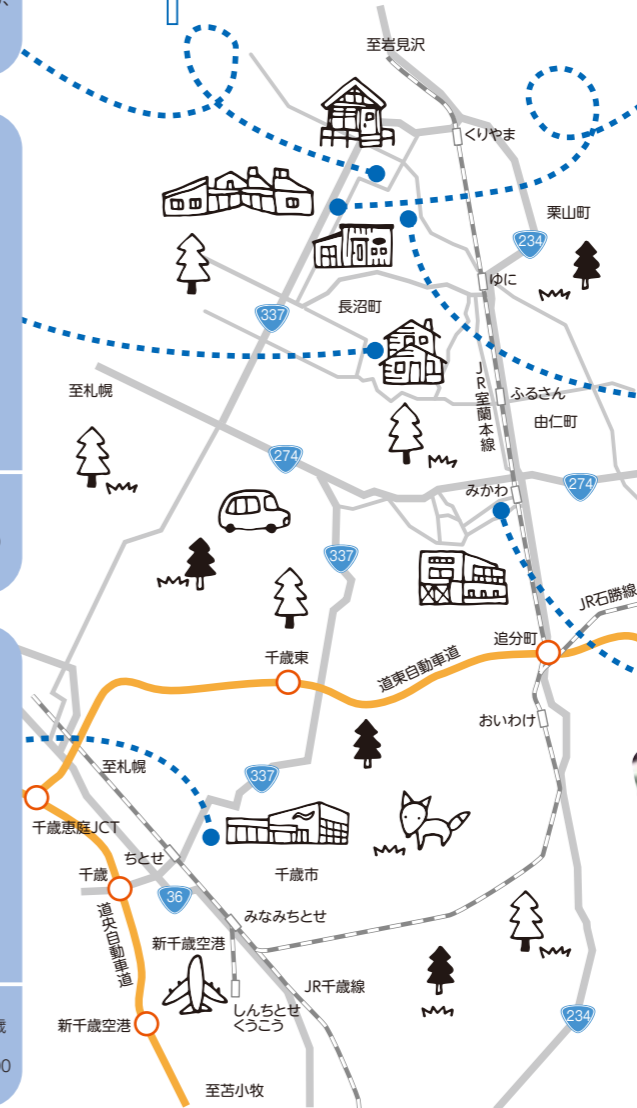 至岩見沢
くりやま
栗山町
234
ゆに
337
長沼町
至札幌
JR室蘭本線
ふるさん
由仁町
274
みかわ
274
337
JR石勝線
追分町
千歳東
道東自動車道
おいわけ
至札幌
337
千歳恵庭JCT
ちとせ
千歳市
千歳
36
みなみちとせ
道央自動車道
新千歳空港
しんちとせ
くうこう
JR千歳線
234
新千歳空港
至苫小牧
歳
00